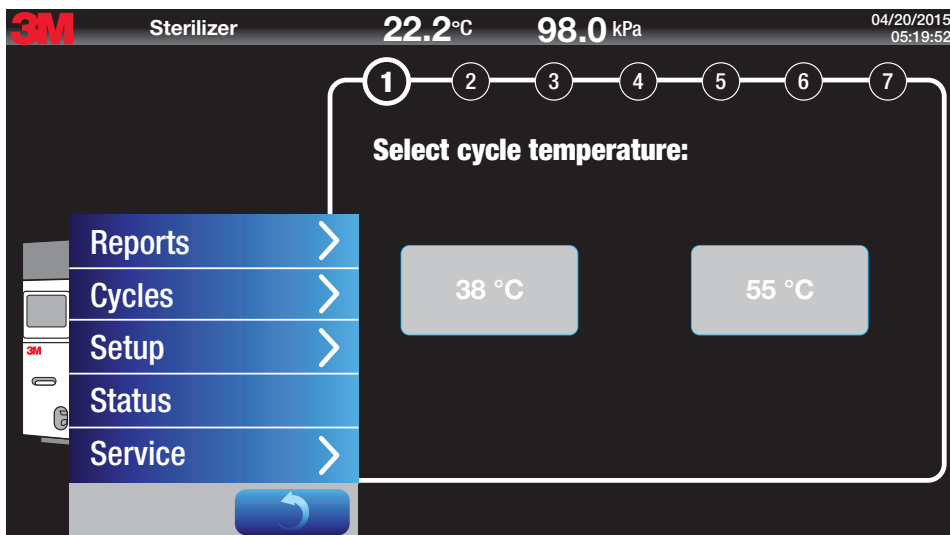 3M Sterilizer 22.2°C 98.0 kPa 04/20/2015
05:19:52
1 2 3 4 5 6 7
Select cycle temperature:
Reports
38 °C 55 °C
Cycles
Setup
3M
Status
Service